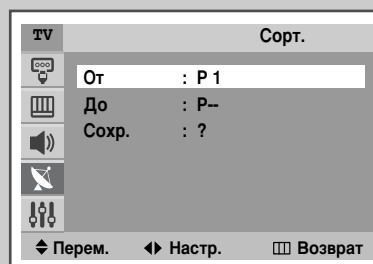 TV Сорт.
От : P 1
До : P--
Сохр. : ?
Перем. Настр. Возврат